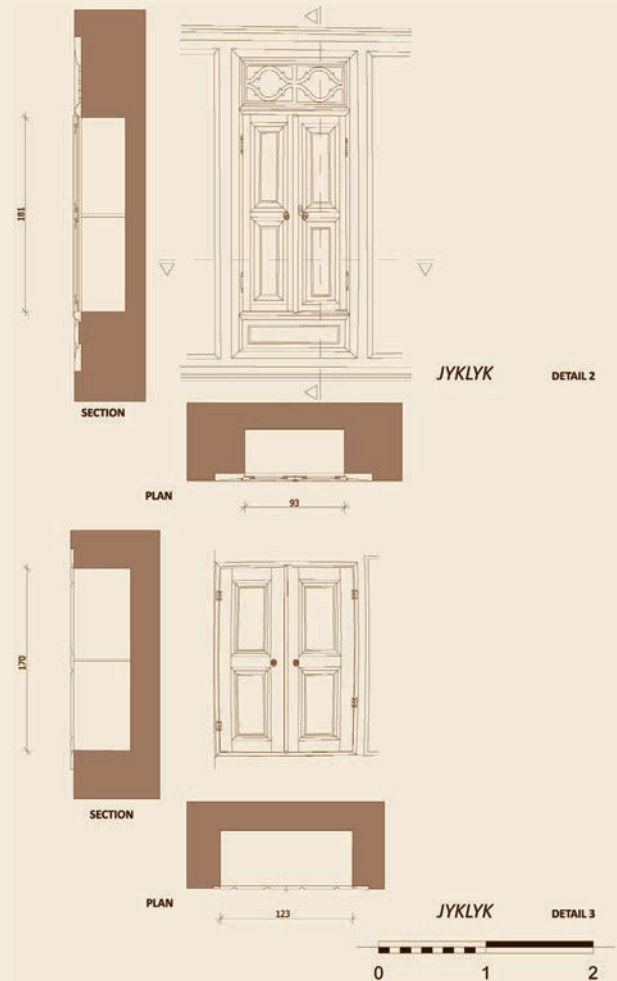 181
SECTION
JYKLYK DETAIL 2
PLAN
93
170
SECTION
PLAN
123
JYKLYK DETAIL 3
0 1 2